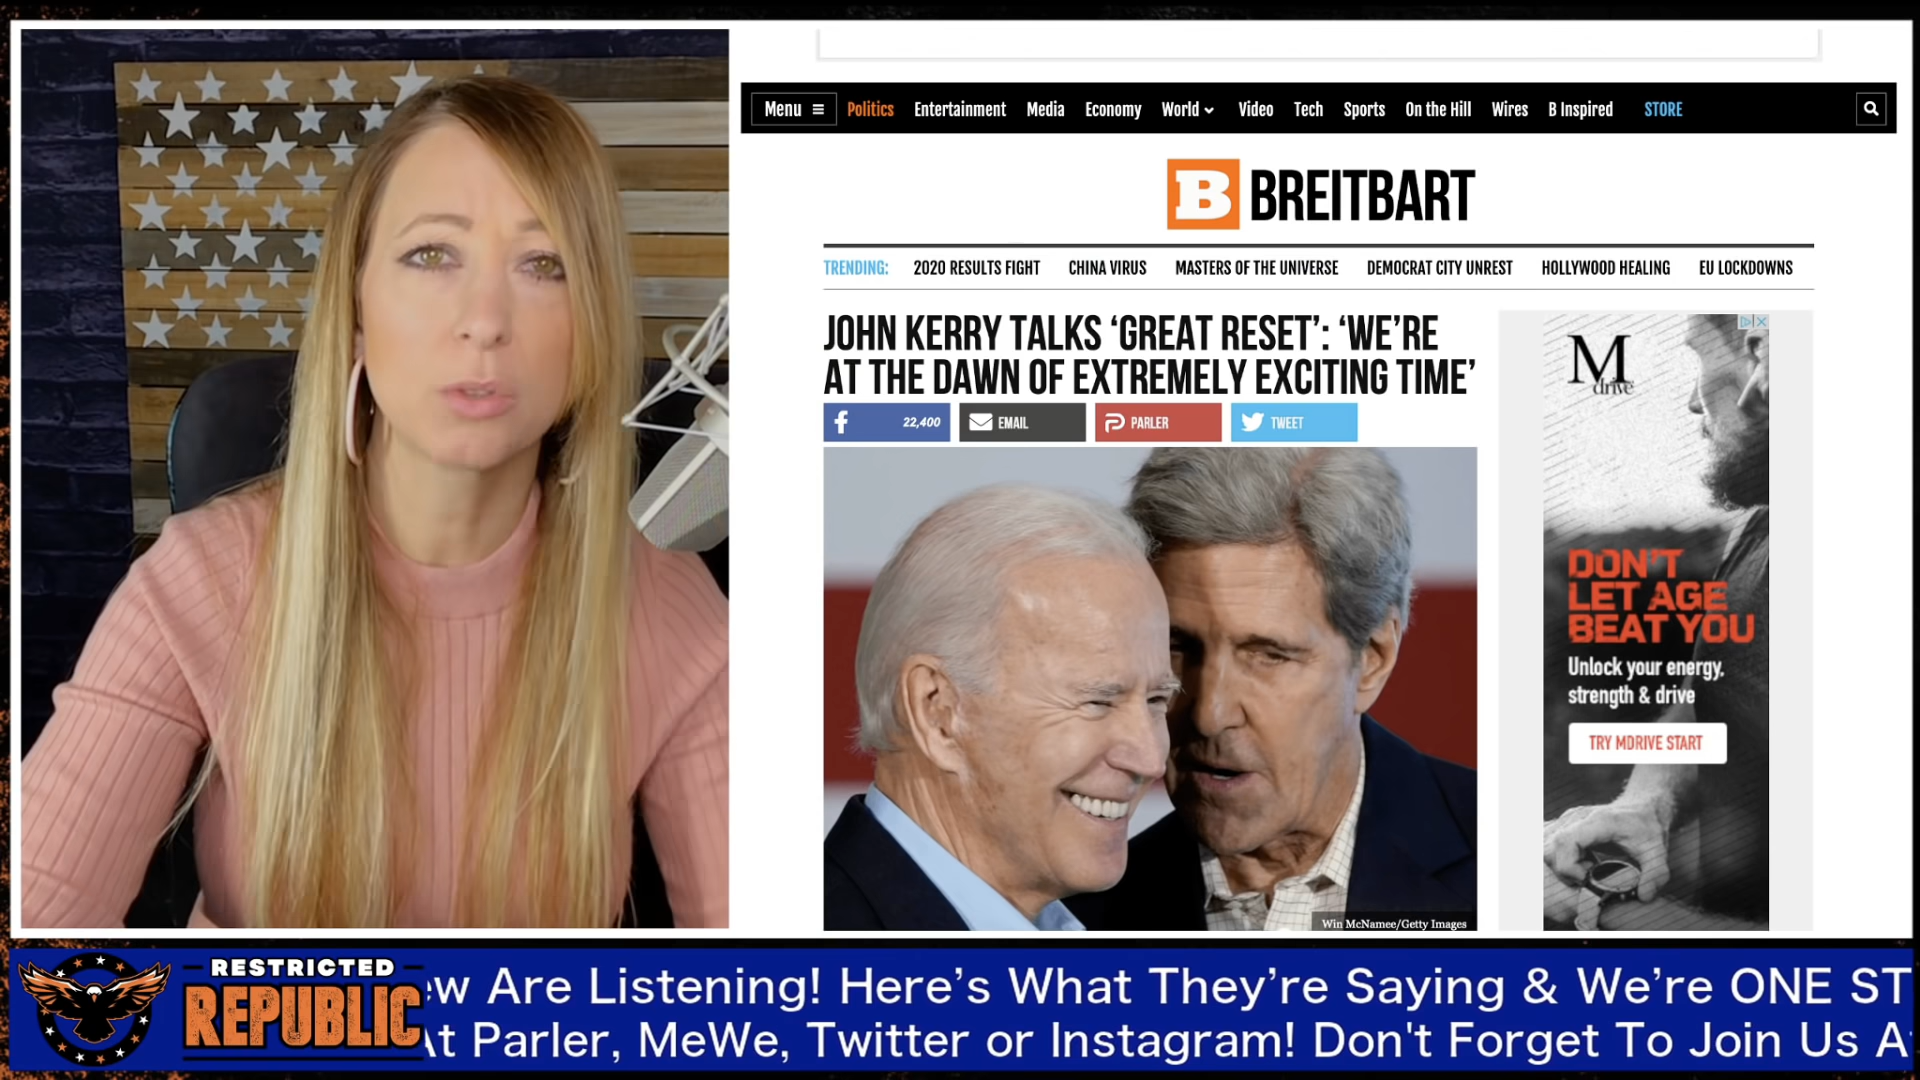 Menu Politics Entertainment Media Economy World Video Tech Sports On the Hill Wires B Inspired STORE
B BREITBART
TRENDING: 2020 RESULTS FIGHT CHINA VIRUS MASTERS OF THE UNIVERSE DEMOCRAT CITY UNREST HOLLYWOOD HEALING EU LOCKDOWNS
JOHN KERRY TALKS ‘GREAT RESET’: ‘WE’RE
AT THE DAWN OF EXTREMELY EXCITING TIME’
22,400 EMAIL PARLER TWEET
Win McNamee/Getty Images
M
drive
DON'T
LET AGE
BEAT YOU
Unlock your energy,
strength & drive
TRY MDRIVE START
RESTRICTED
REPUBLIC
ew Are Listening! Here’s What They’re Saying & We’re ONE ST
At Parler, MeWe, Twitter or Instagram! Don't Forget To Join Us A